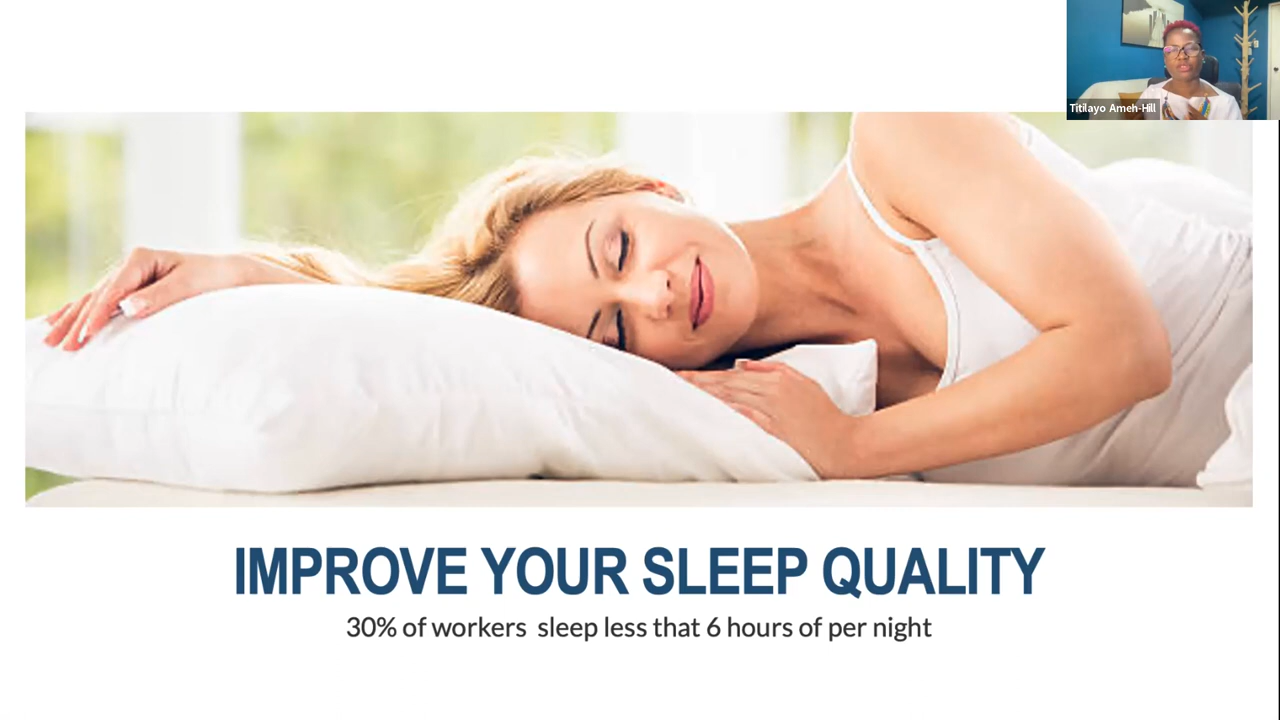 Titilayo Ameh-Hill
IMPROVE YOUR SLEEP QUALITY
30% of workers sleep less that 6 hours of per night